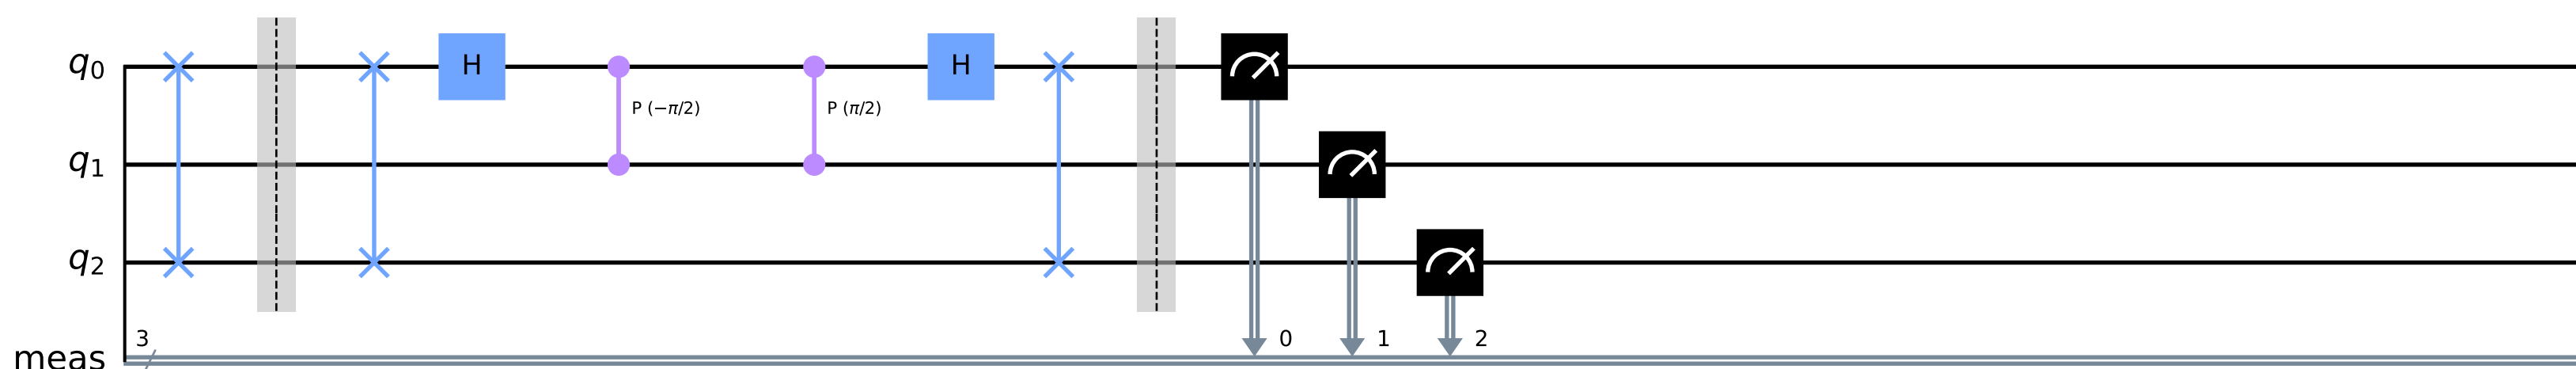 q0 H P (−π/2) P (π/2) H
q1
q2
meas 3 0 1 2